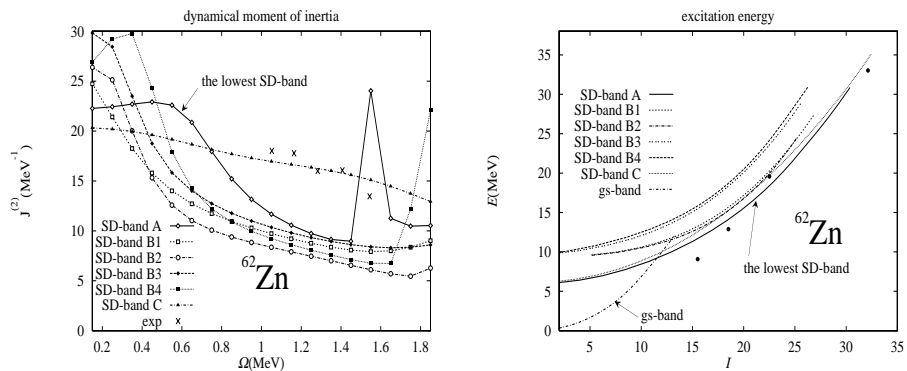 dynamical moment of inertia
30
25
20
15
10
5
0
J(2)(MeV-1)
the lowest SD-band
SD-band A
SD-band B1
SD-band B2
SD-band B3
SD-band B4
SD-band C
exp
62Zn
0.2 0.4 0.6 0.8 1 1.2 1.4 1.6 1.8
Ω(MeV)
excitation energy
40
35
30
25
20
15
10
5
0
E(MeV)
SD-band A
SD-band B1
SD-band B2
SD-band B3
SD-band B4
SD-band C
gs-band
62Zn
the lowest SD-band
gs-band
5 10 15 20 25 30 35
I